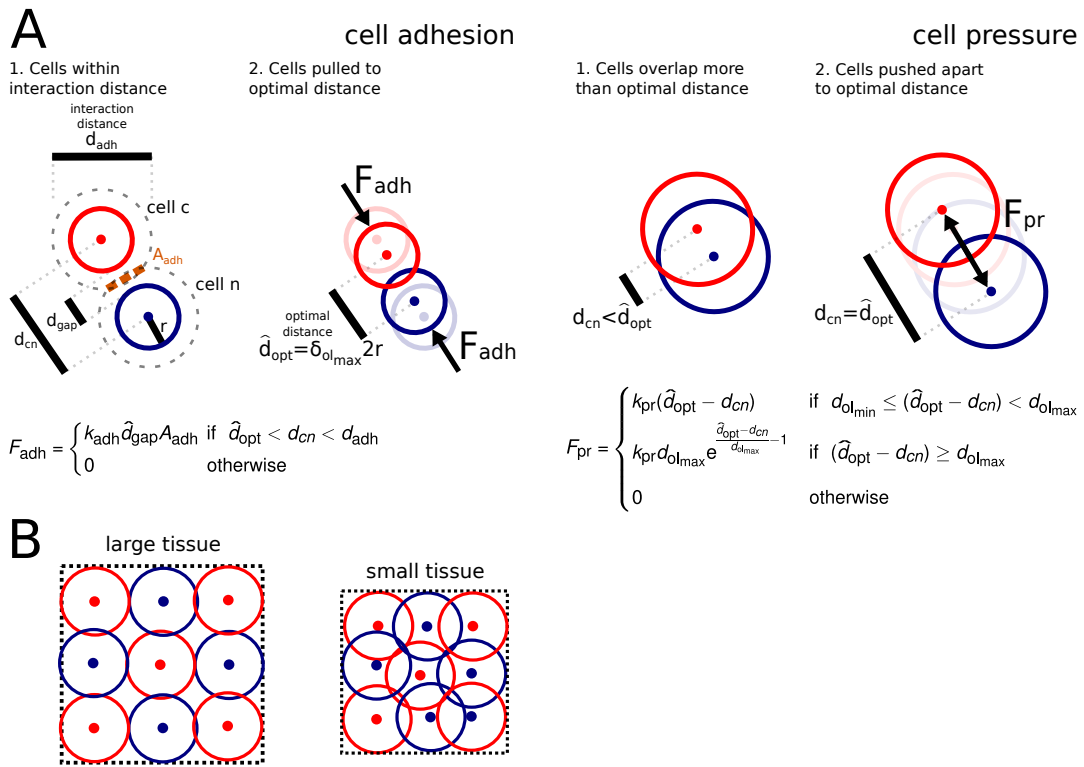 A
cell adhesion
1. Cells within
interaction distance
interaction
distance
d_adh
cell c
A_adh
cell n
d_gap
d_cn
r
2. Cells pulled to
optimal distance
F_adh
optimal
distance
d̂_opt=δ_ol_max 2r
F_adh
F_adh = { k_adh d̂_gap A_adh if d̂_opt < d_cn < d_adh
0 otherwise
cell pressure
1. Cells overlap more
than optimal distance
d_cn<d̂_opt
2. Cells pushed apart
to optimal distance
F_pr
d_cn=d̂_opt
F_pr = { k_pr(d̂_opt − d_cn) if d_ol_min ≤ (d̂_opt − d_cn) < d_ol_max
k_pr d_ol_max e^((d̂_opt−d_cn)/d_ol_max −1) if (d̂_opt − d_cn) ≥ d_ol_max
0 otherwise
B
large tissue
small tissue